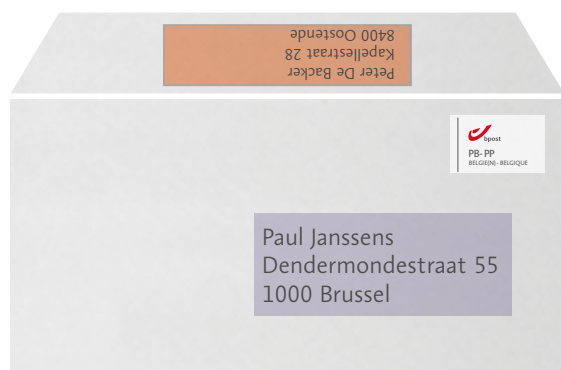 8400 Oostende
Kapellestraat 28
Peter De Backer
bpost
PB- PP
BELGIE(N) - BELGIQUE
Paul Janssens
Dendermondestraat 55
1000 Brussel